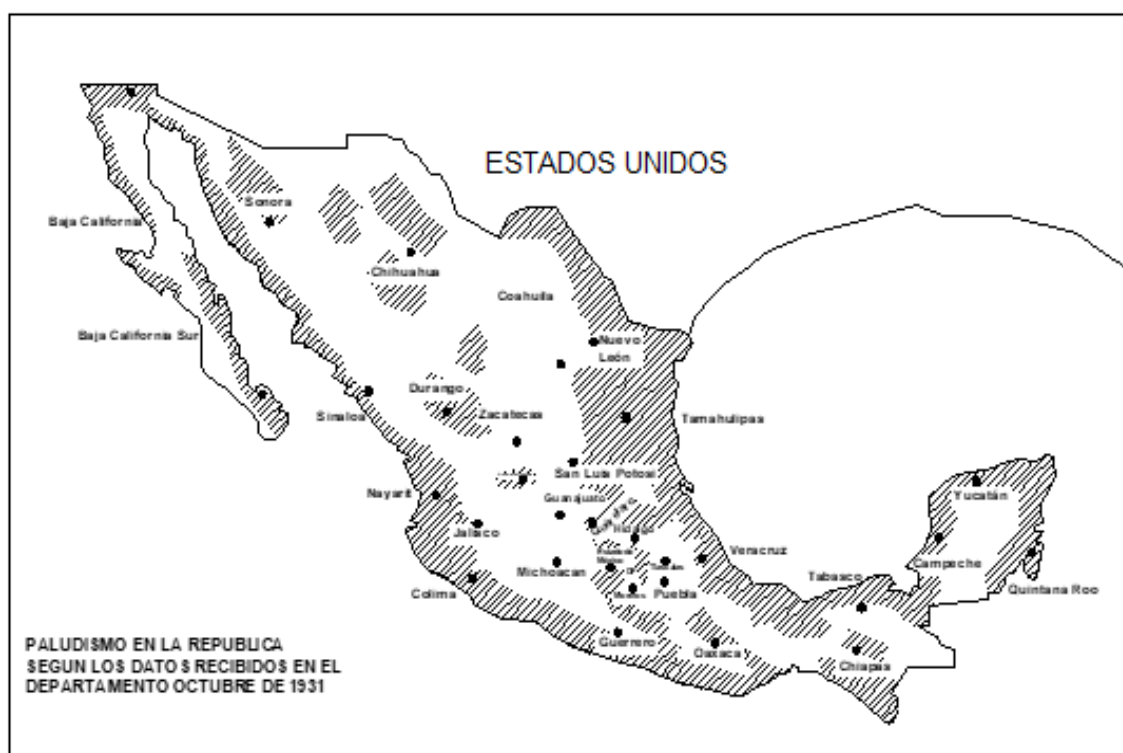 ESTADOS UNIDOS
Sonora
Baja California
Chihuahua
Coahuila
Baja California Sur
Nuevo
León
Durango
Sinaloa
Zacatecas
Tamahulipas
San Luis Potosi
Nayarit
Guanajuato
Yucatán
Jalisco
Hidalgo
Veracruz
Michoacan
Campeche
Tabasco
Colima
Puebla
Quintana Roo
Guerrero
Oaxaca
Chiapas
PALUDISMO EN LA REPUBLICA
SEGUN LOS DATOS RECIBIDOS EN EL
DEPARTAMENTO OCTUBRE DE 1931